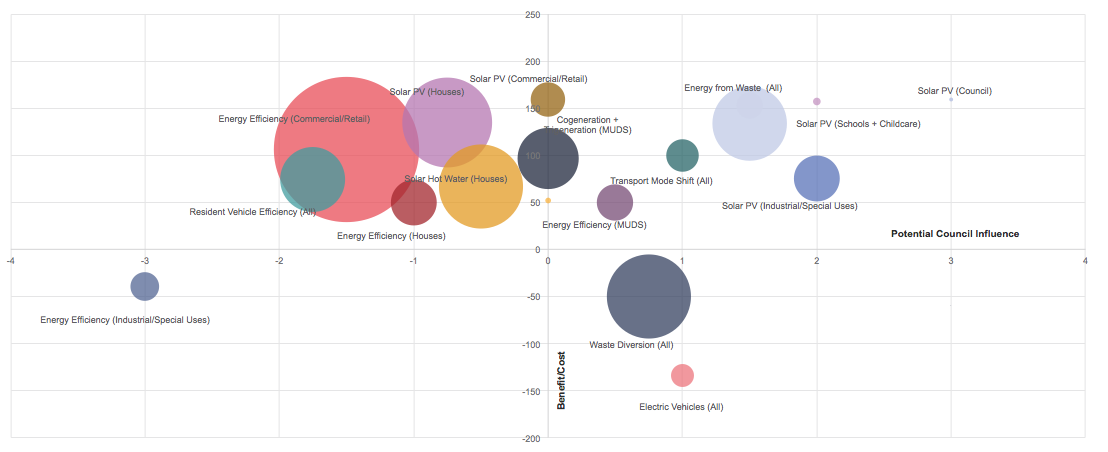 250
200
Solar PV (Commercial/Retail)
Energy from Waste (All)
Solar PV (Houses)
Solar PV (Council)
150
Energy Efficiency (Commercial/Retail)
Cogeneration +
Trigeneration (MUDS)
Solar PV (Schools + Childcare)
100
Solar Hot Water (Houses)
Transport Mode Shift (All)
50
Resident Vehicle Efficiency (All)
Solar PV (Industrial/Special Uses)
Energy Efficiency (MUDS)
Energy Efficiency (Houses)
Potential Council Influence
0
-4 -3 -2 -1 0 1 2 3 4
-50
Energy Efficiency (Industrial/Special Uses)
Waste Diversion (All)
-100
Benefit/Cost
-150
Electric Vehicles (All)
-200